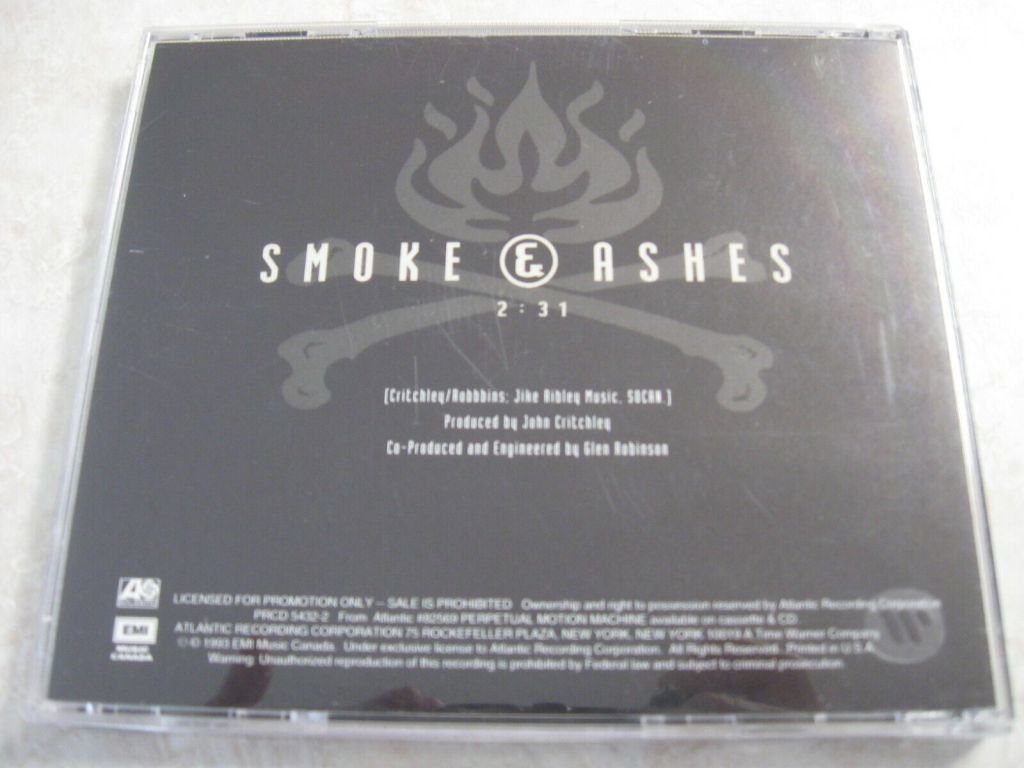 SMOKE & ASHES
2:31
[Critchley/Robbbins; Jike Ribley Music. SOCAN.]
Produced by John Critchley
Co-Produced and Engineered by Glen Robinson
LICENSED FOR PROMOTION ONLY – SALE IS PROHIBITED Ownership and right to possession reserved by Atlantic Recording Corporation
PRCD 5432-2 From Atlantic #82569 PERPETUAL MOTION MACHINE available on cassette & CD
ATLANTIC RECORDING CORPORATION 75 ROCKEFELLER PLAZA, NEW YORK, NEW YORK 10019 A Time Warner Company
℗ © 1993 EMI Music Canada. Under exclusive license to Atlantic Recording Corporation. All Rights Reserved. Printed in U.S.A.
Warning: Unauthorized reproduction of this recording is prohibited by Federal law and subject to criminal prosecution.
EMI
MUSIC
CANADA